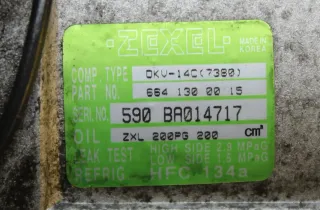 ZEXEL
MADE IN
KOREA
COMP TYPE DKV-14C(7380)
PART NO. 664 130 00 15
SERI NO. 590 BA014717
OIL ZXL 200PG 200 cm³
LEAK TEST HIGH SIDE 2.9 MPaG
LOW SIDE 1.5 MPaG
REFRIG HFC 134a